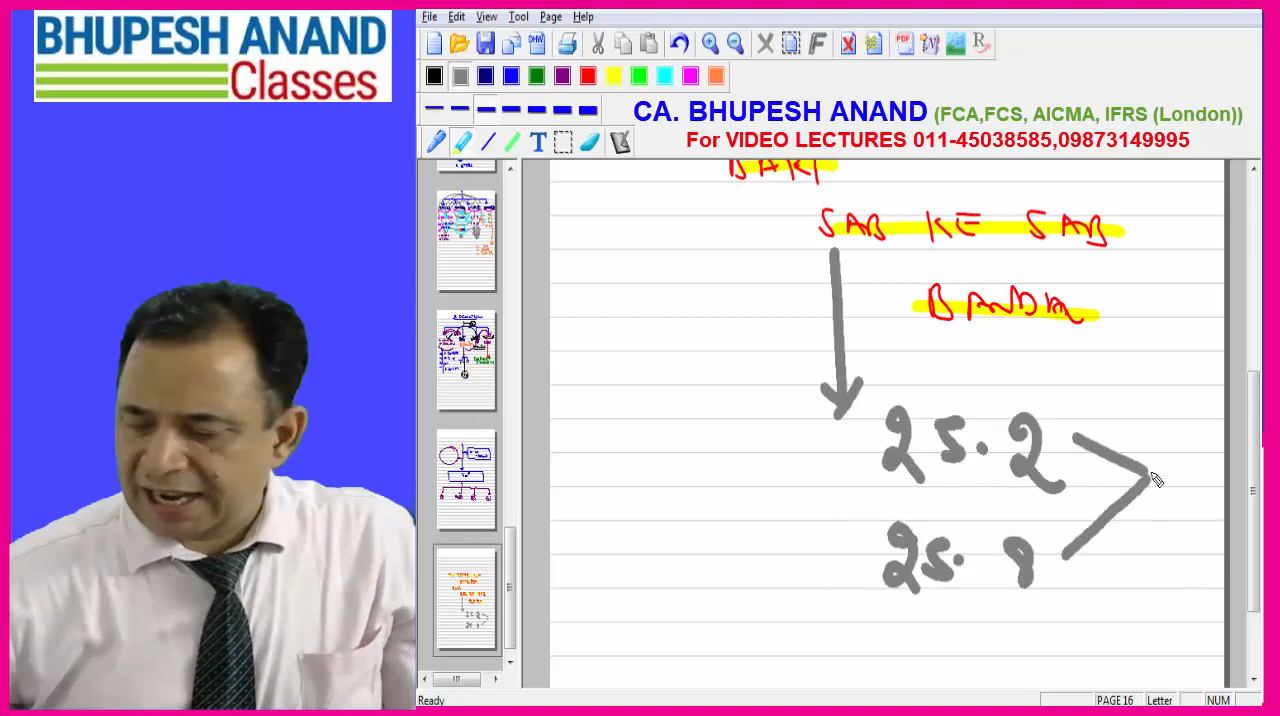 BHUPESH ANAND
Classes
File Edit View Tool Page Help
CA. BHUPESH ANAND (FCA,FCS, AICMA, IFRS (London))
For VIDEO LECTURES 011-45038585,09873149995
BAKI
SAB KE SAB
BANDH
25.2
25.8
Ready
PAGE 16 Letter NUM